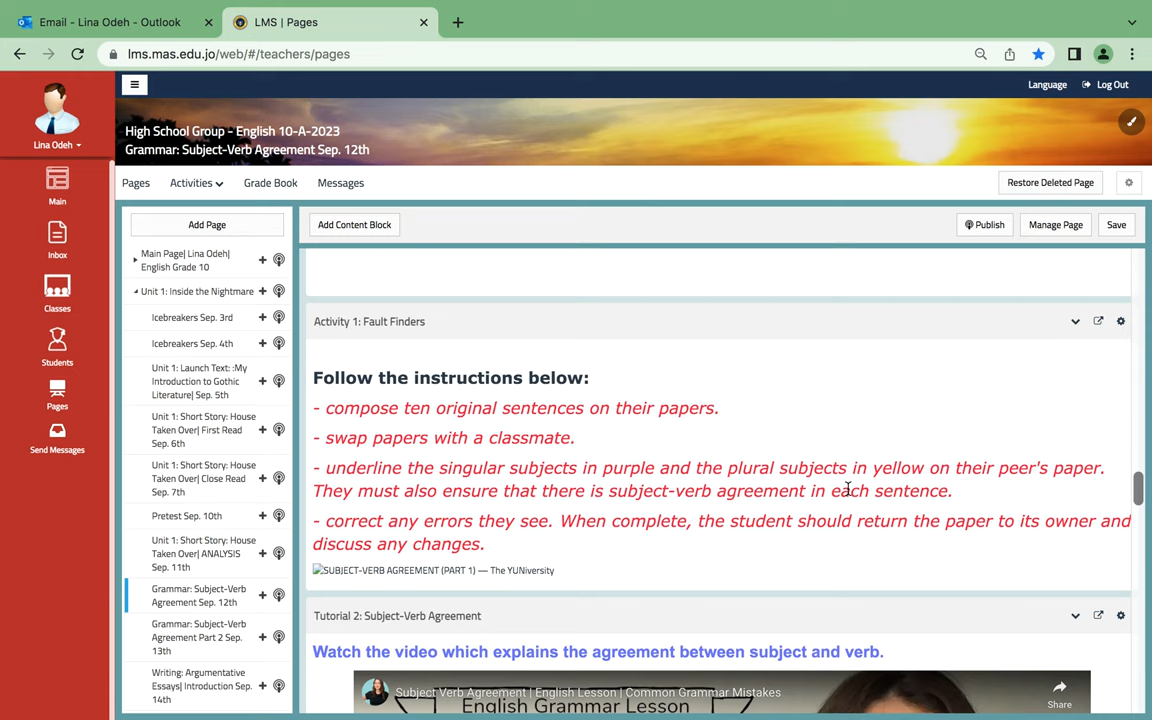 Email - Lina Odeh - Outlook
LMS | Pages
lms.mas.edu.jo/web/#/teachers/pages
Language
Log Out
Lina Odeh
High School Group - English 10-A-2023
Grammar: Subject-Verb Agreement Sep. 12th
Pages
Activities
Grade Book
Messages
Restore Deleted Page
Main
Inbox
Classes
Students
Pages
Send Messages
Add Page
Main Page| Lina Odeh|
English Grade 10
Unit 1: Inside the Nightmare
Icebreakers Sep. 3rd
Icebreakers Sep. 4th
Unit 1: Launch Text: :My
Introduction to Gothic
Literature| Sep. 5th
Unit 1: Short Story: House
Taken Over| First Read
Sep. 6th
Unit 1: Short Story: House
Taken Over| Close Read
Sep. 7th
Pretest Sep. 10th
Unit 1: Short Story: House
Taken Over| ANALYSIS
Sep. 11th
Grammar: Subject-Verb
Agreement Sep. 12th
Grammar: Subject-Verb
Agreement Part 2 Sep.
13th
Writing: Argumentative
Essays| Introduction Sep.
14th
Add Content Block
Publish
Manage Page
Save
Activity 1: Fault Finders
Follow the instructions below:
- compose ten original sentences on their papers.
- swap papers with a classmate.
- underline the singular subjects in purple and the plural subjects in yellow on their peer's paper.
They must also ensure that there is subject-verb agreement in each sentence.
- correct any errors they see. When complete, the student should return the paper to its owner and
discuss any changes.
SUBJECT-VERB AGREEMENT (PART 1) — The YUNiversity
Tutorial 2: Subject-Verb Agreement
Watch the video which explains the agreement between subject and verb.
Subject Verb Agreement | English Lesson | Common Grammar Mistakes
English Grammar Lesson
Share